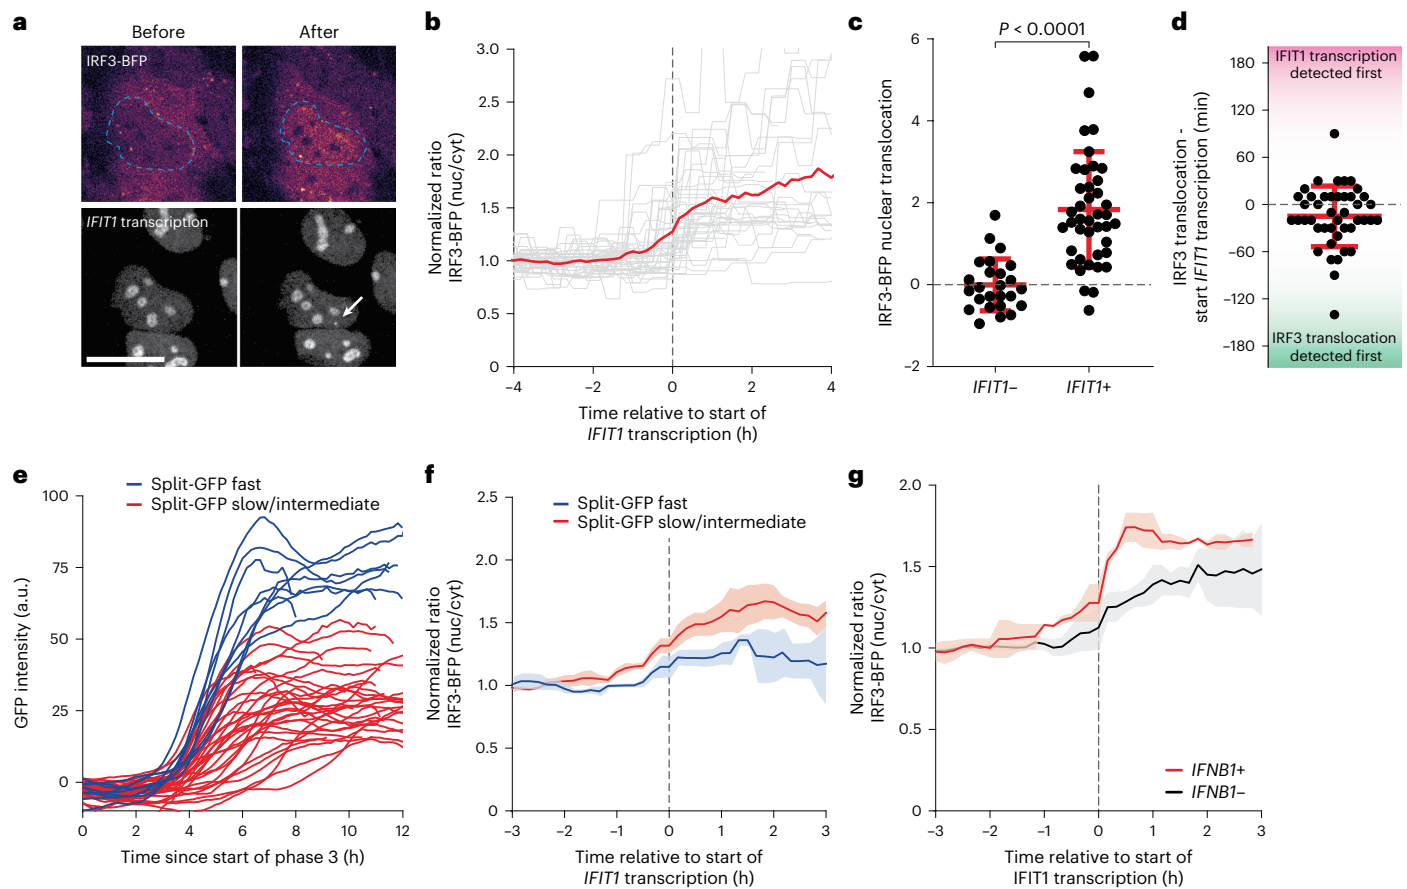 a
Before
After
IRF3-BFP
IFIT1 transcription
b
Normalized ratio
IRF3-BFP (nuc/cyt)
3.0
2.5
2.0
1.5
1.0
0.5
0
–4
–2
0
2
4
Time relative to start of
IFIT1 transcription (h)
c
P < 0.0001
IRF3-BFP nuclear translocation
6
4
2
0
–2
IFIT1–
IFIT1+
d
IRF3 translocation -
start IFIT1 transcription (min)
IFIT1 transcription
detected first
180
120
60
0
–60
–120
–180
IRF3 translocation
detected first
e
Split-GFP fast
Split-GFP slow/intermediate
GFP intensity (a.u.)
100
75
50
25
0
0
2
4
6
8
10
12
Time since start of phase 3 (h)
f
Split-GFP fast
Split-GFP slow/intermediate
Normalized ratio
IRF3-BFP (nuc/cyt)
2.5
2.0
1.5
1.0
0.5
0
–3
–2
–1
0
1
2
3
Time relative to start of
IFIT1 transcription (h)
g
Normalized ratio
IRF3-BFP (nuc/cyt)
2.0
1.5
1.0
0.5
0
IFNB1+
IFNB1–
–3
–2
–1
0
1
2
3
Time relative to start of
IFIT1 transcription (h)